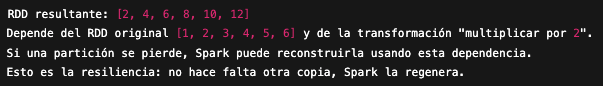 RDD resultante: [2, 4, 6, 8, 10, 12]
Depende del RDD original [1, 2, 3, 4, 5, 6] y de la transformación "multiplicar por 2".
Si una partición se pierde, Spark puede reconstruirla usando esta dependencia.
Esto es la resiliencia: no hace falta otra copia, Spark la regenera.